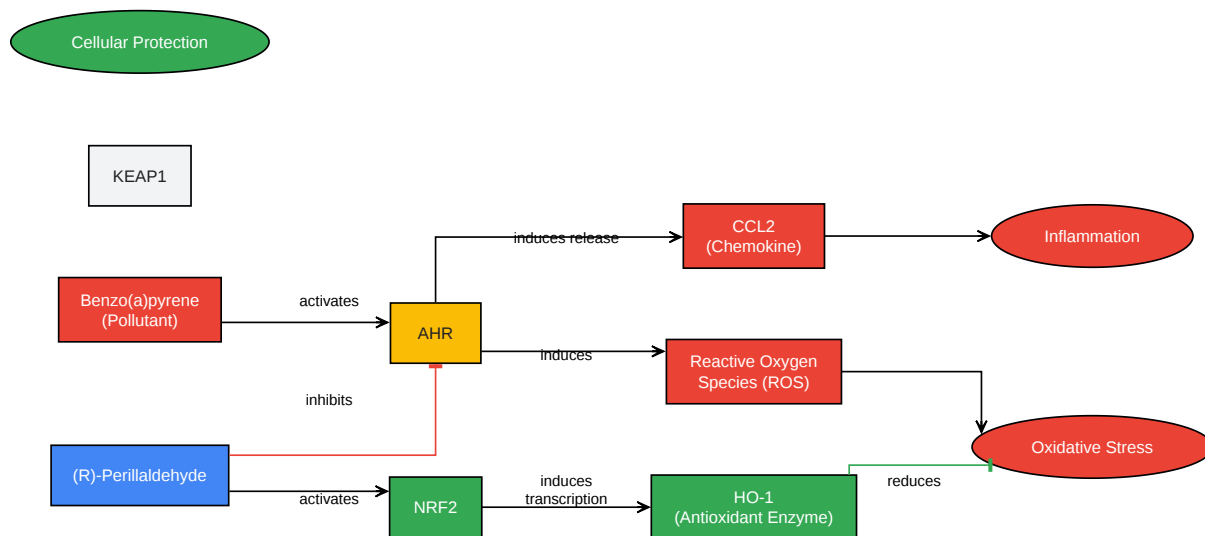 Cellular Protection
KEAP1
CCL2
(Chemokine)
induces release
Inflammation
Benzo(a)pyrene
(Pollutant)
activates
AHR
induces
Reactive Oxygen
Species (ROS)
inhibits
Oxidative Stress
(R)-Perillaldehyde
activates
NRF2
induces
transcription
HO-1
(Antioxidant Enzyme)
reduces